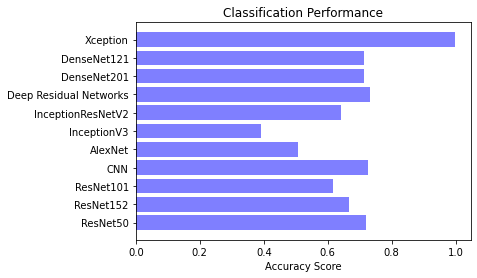 Classification Performance
Xception
DenseNet121
DenseNet201
Deep Residual Networks
InceptionResNetV2
InceptionV3
AlexNet
CNN
ResNet101
ResNet152
ResNet50
0.0 0.2 0.4 0.6 0.8 1.0
Accuracy Score